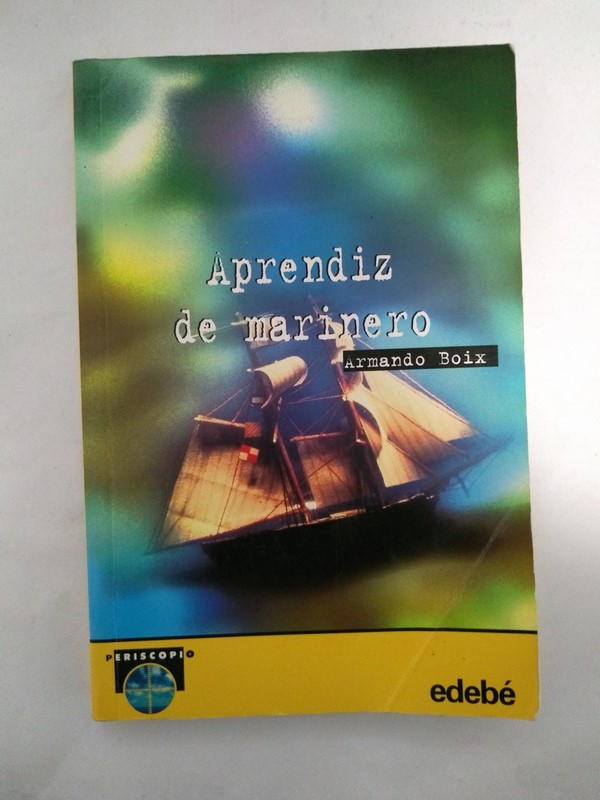 Aprendiz
de marinero
Armando Boix
PERISCOPIO
edebé